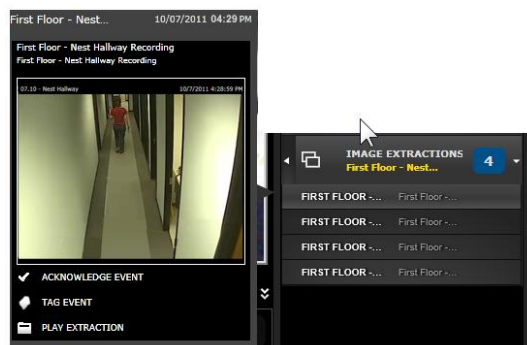 First Floor - Nest... 10/07/2011 04:29 PM
First Floor - Nest Hallway Recording
First Floor - Nest Hallway Recording
07.10 - Nest Hallway 10/7/2011 4:28:59 PM
ACKNOWLEDGE EVENT
TAG EVENT
PLAY EXTRACTION
IMAGE EXTRACTIONS
First Floor - Nest...
4
FIRST FLOOR -... First Floor -...
FIRST FLOOR -... First Floor -...
FIRST FLOOR -... First Floor -...
FIRST FLOOR -... First Floor -...